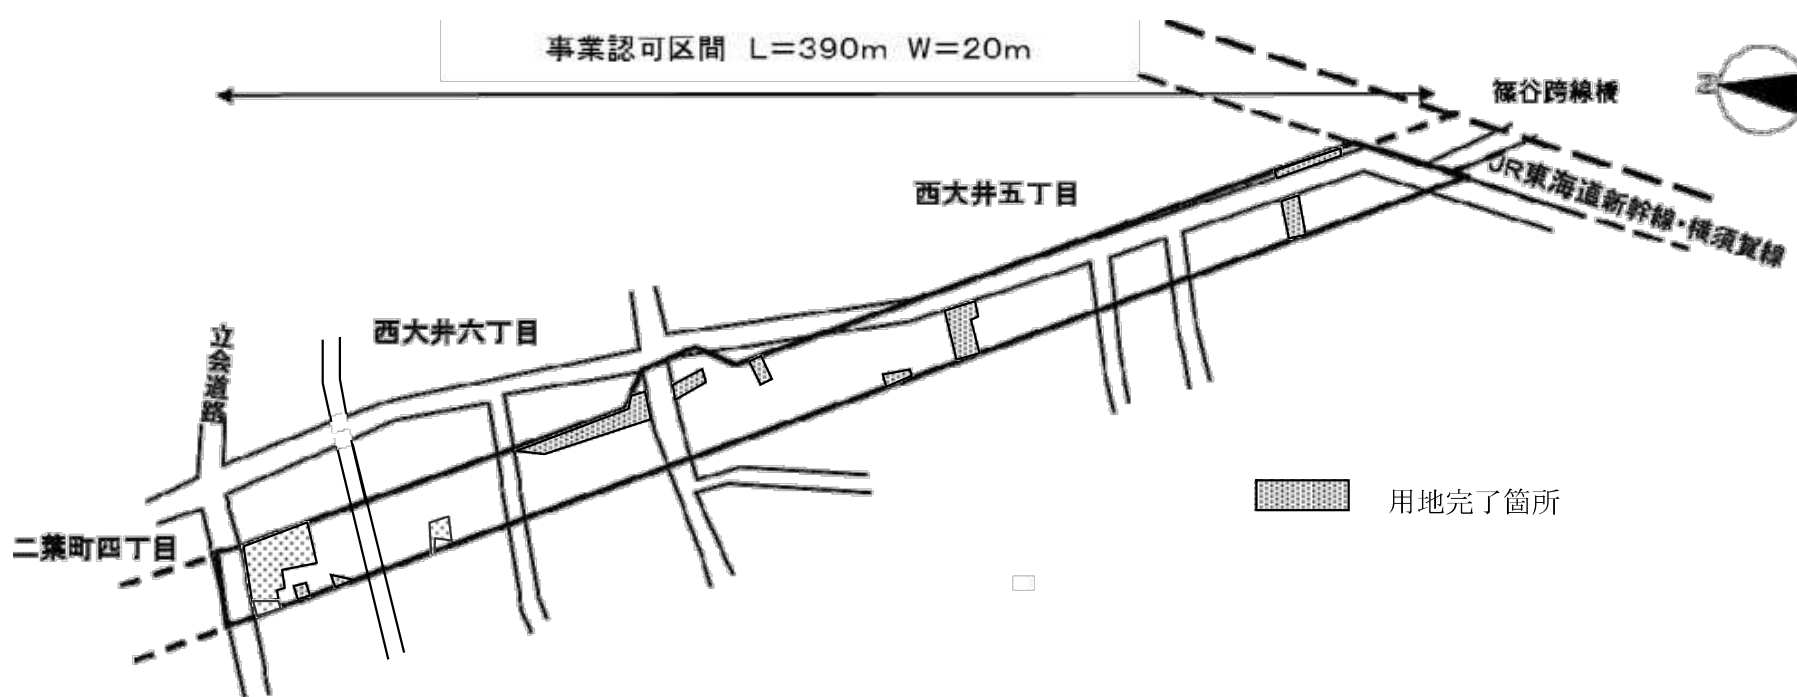 事業認可区間 L=390m W=20m
篠谷跨線橋
Z
西大井五丁目
JR東海道新幹線・横須賀線
西大井六丁目
立会道路
二葉町四丁目
用地完了箇所